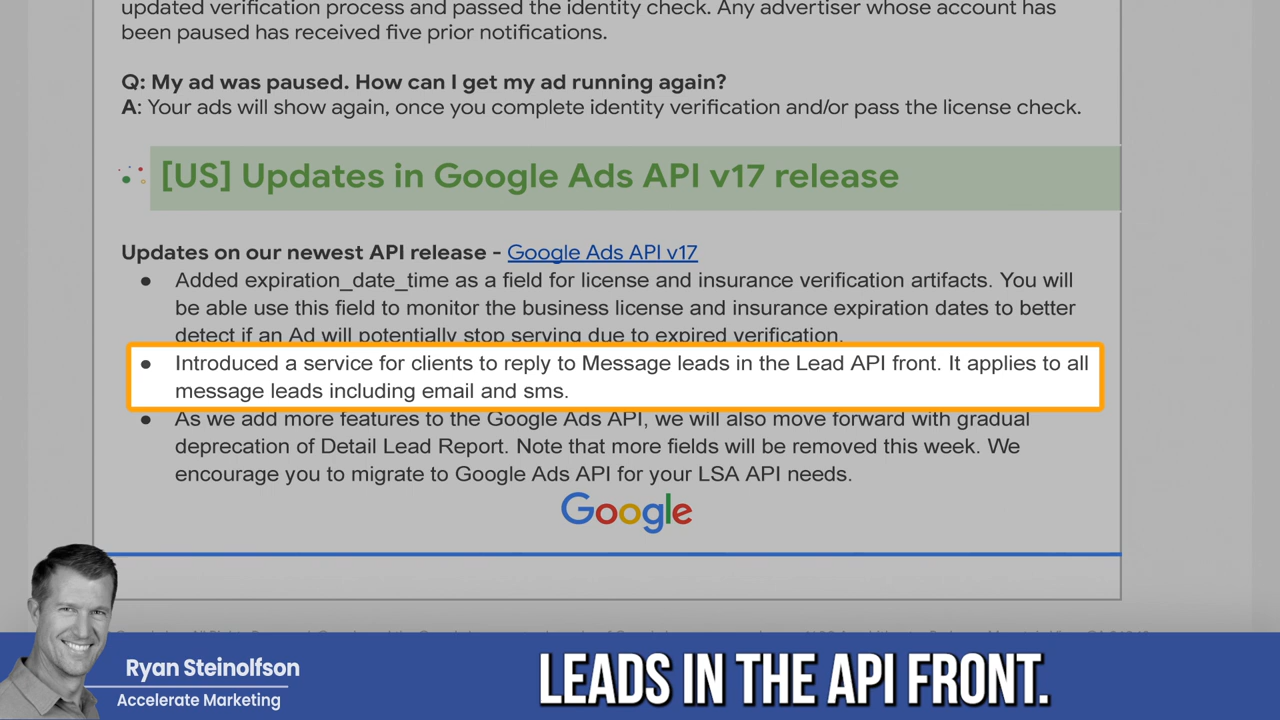 updated verification process and passed the identity check. Any advertiser whose account has
been paused has received five prior notifications.
Q: My ad was paused. How can I get my ad running again?
A: Your ads will show again, once you complete identity verification and/or pass the license check.
[US] Updates in Google Ads API v17 release
Updates on our newest API release - Google Ads API v17
● Added expiration_date_time as a field for license and insurance verification artifacts. You will
be able use this field to monitor the business license and insurance expiration dates to better
detect if an Ad will potentially stop serving due to expired verification.
● Introduced a service for clients to reply to Message leads in the Lead API front. It applies to all
message leads including email and sms.
● As we add more features to the Google Ads API, we will also move forward with gradual
deprecation of Detail Lead Report. Note that more fields will be removed this week. We
encourage you to migrate to Google Ads API for your LSA API needs.
Google
Ryan Steinolfson
Accelerate Marketing
LEADS IN THE API FRONT.